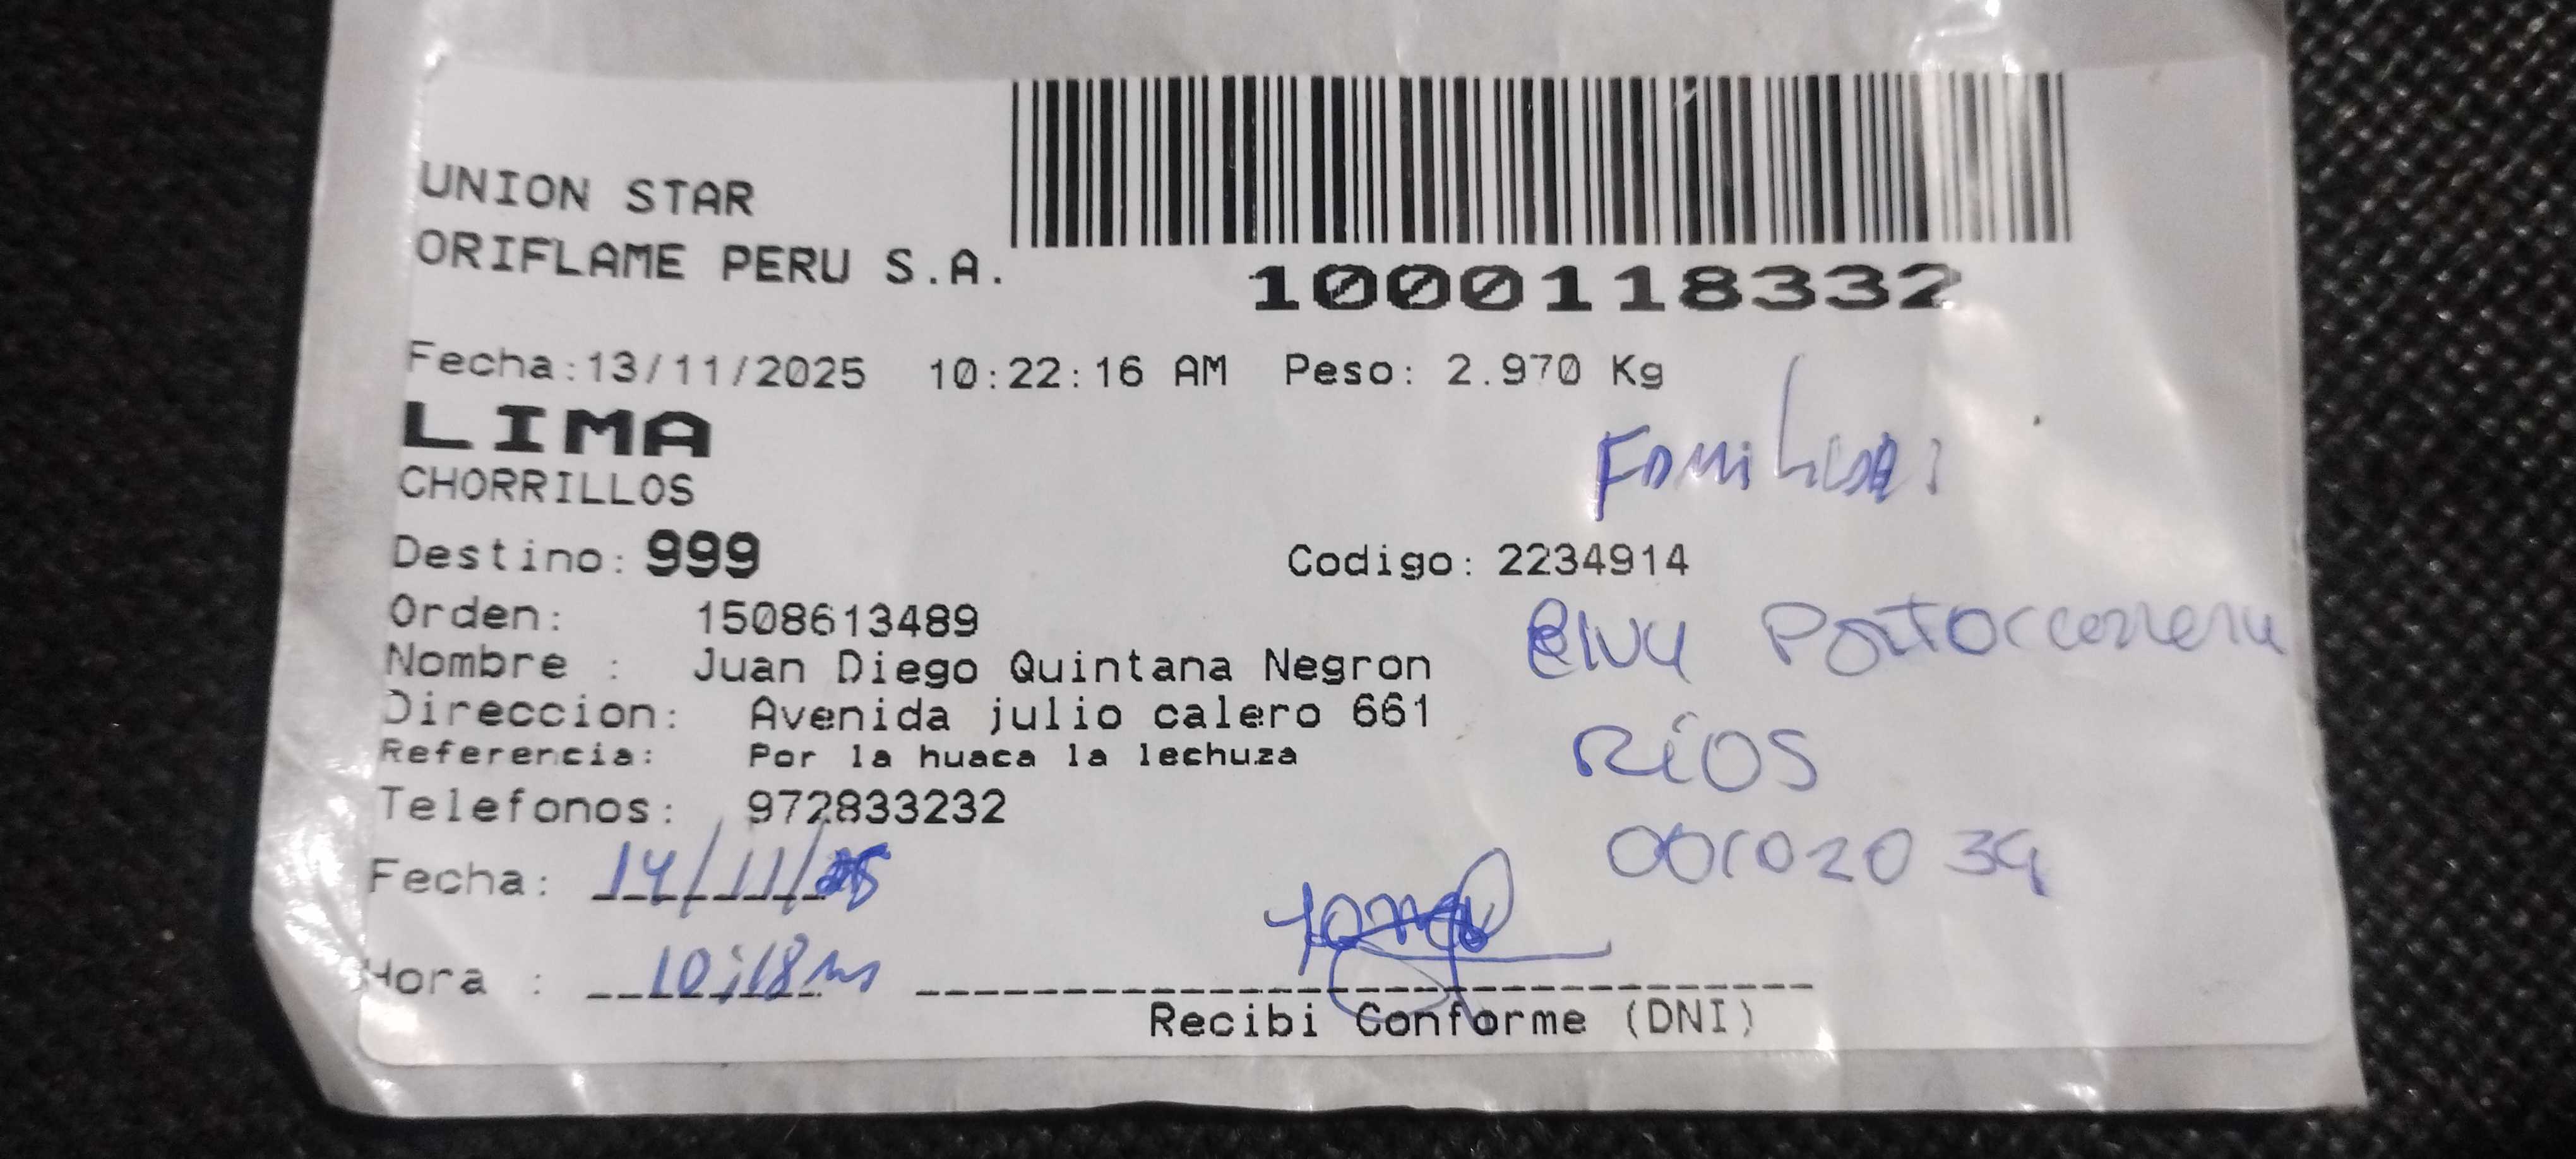 UNION STAR
ORIFLAME PERU S.A.
1000118332
Fecha:13/11/2025 10:22:16 AM Peso: 2.970 Kg
LIMA
CHORRILLOS
Familiar:
Destino: 999 Codigo: 2234914
Orden: 1508613489
Nombre : Juan Diego Quintana Negron
Portocarrero
Direccion: Avenida julio calero 661
Referencia: Por la huaca la lechuza
Ríos
Telefonos: 972833232
Fecha: 14/11/25
Hora : 10:18 m
Recibi Conforme (DNI)